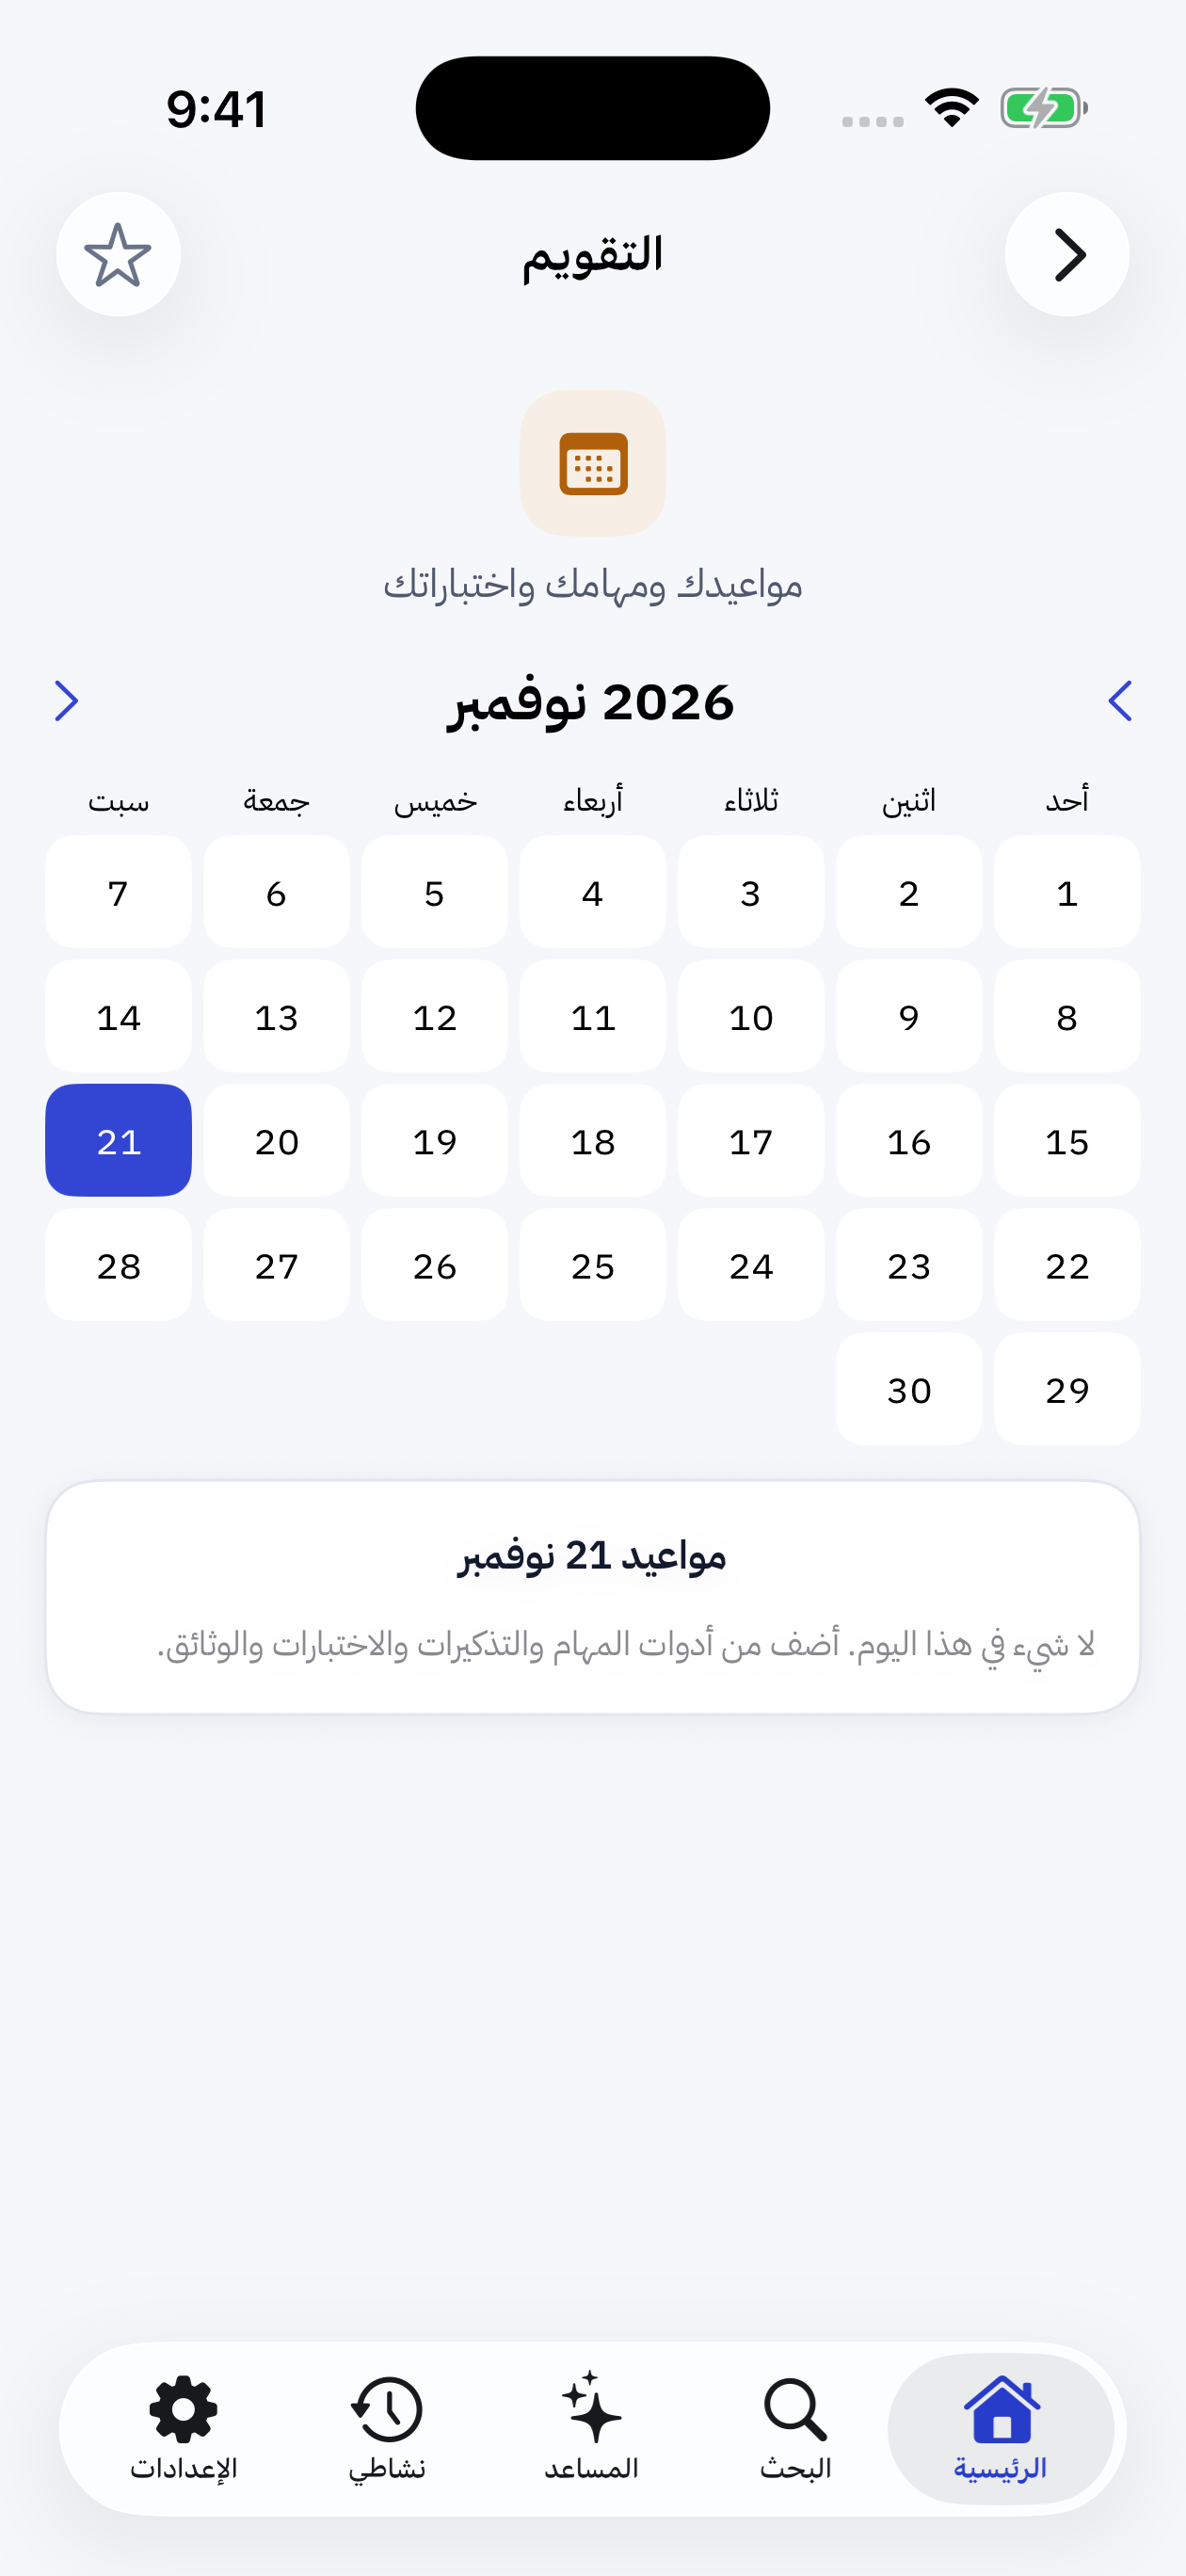 9:41
التقويم
مواعيدك ومهامك واختباراتك
2026 نوفمبر
أحد اثنين ثلاثاء أربعاء خميس جمعة سبت
1 2 3 4 5 6 7
8 9 10 11 12 13 14
15 16 17 18 19 20 21
22 23 24 25 26 27 28
29 30
مواعيد 21 نوفمبر
لا شيء في هذا اليوم. أضف من أدوات المهام والتذكيرات والاختبارات والوثائق.
الرئيسية البحث المساعد نشاطي الإعدادات